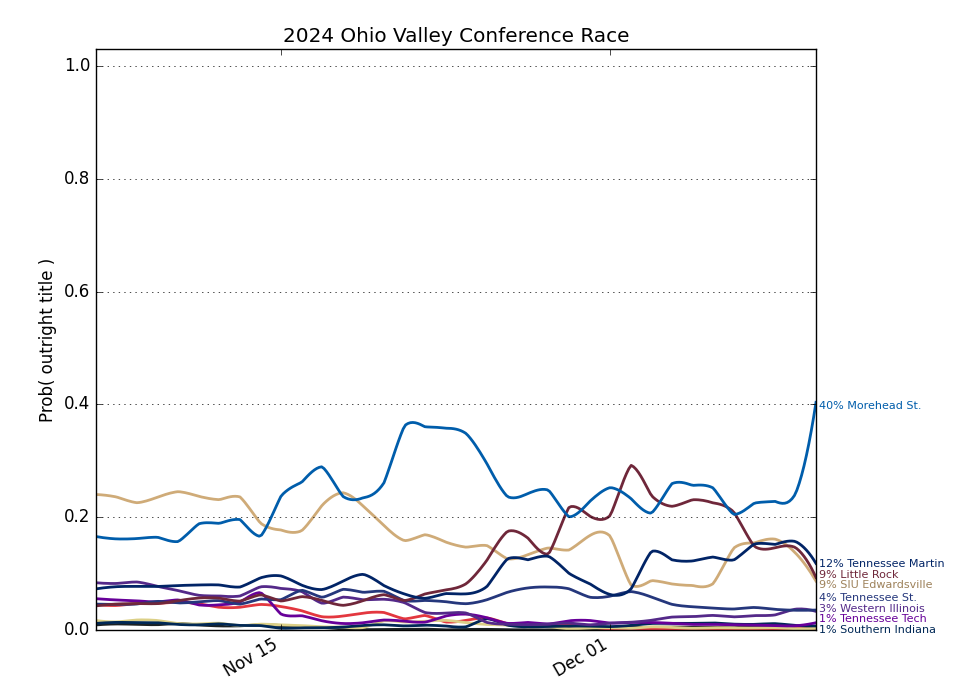 2024 Ohio Valley Conference Race
Prob( outright title )
1.0
0.8
0.6
0.4
0.2
0.0
Nov 15
Dec 01
40% Morehead St.
12% Tennessee Martin
9% Little Rock
9% SIU Edwardsville
4% Tennessee St.
3% Western Illinois
1% Tennessee Tech
1% Southern Indiana